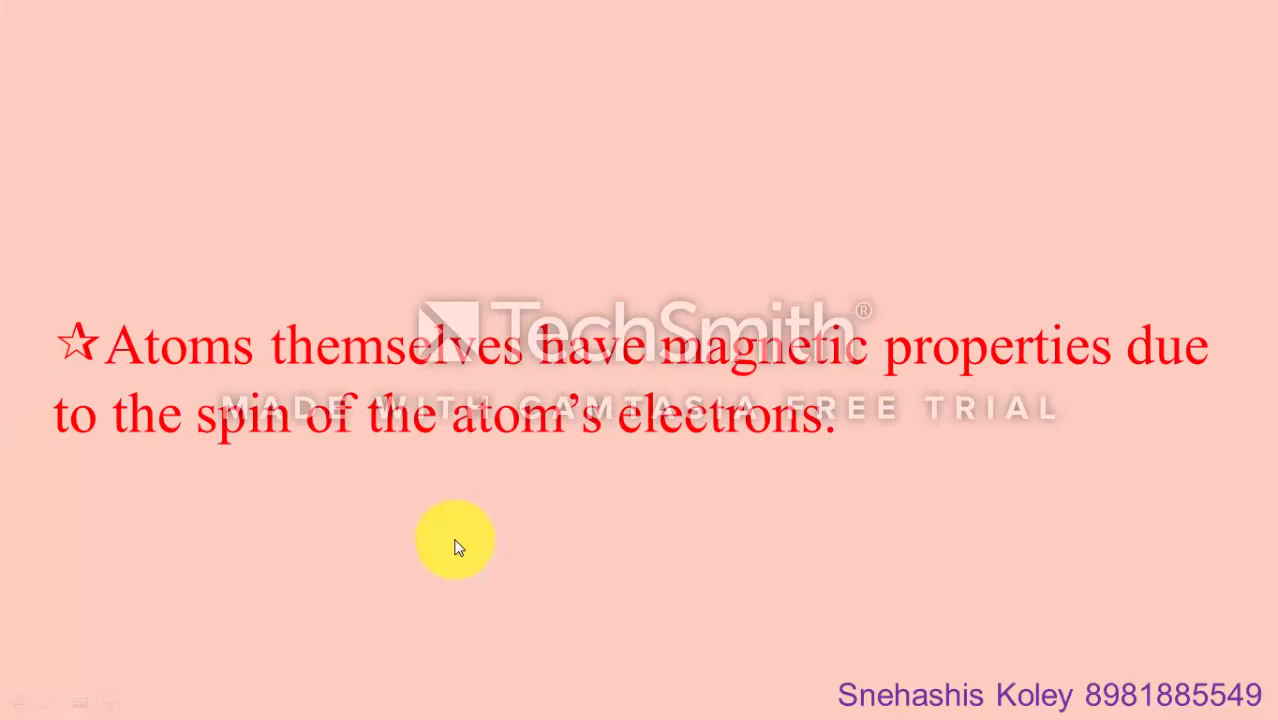 TechSmith®
☆Atoms themselves have magnetic properties due
MADE WITH CAMTASIA FREE TRIAL
to the spin of the atom’s electrons.
Snehashis Koley 8981885549